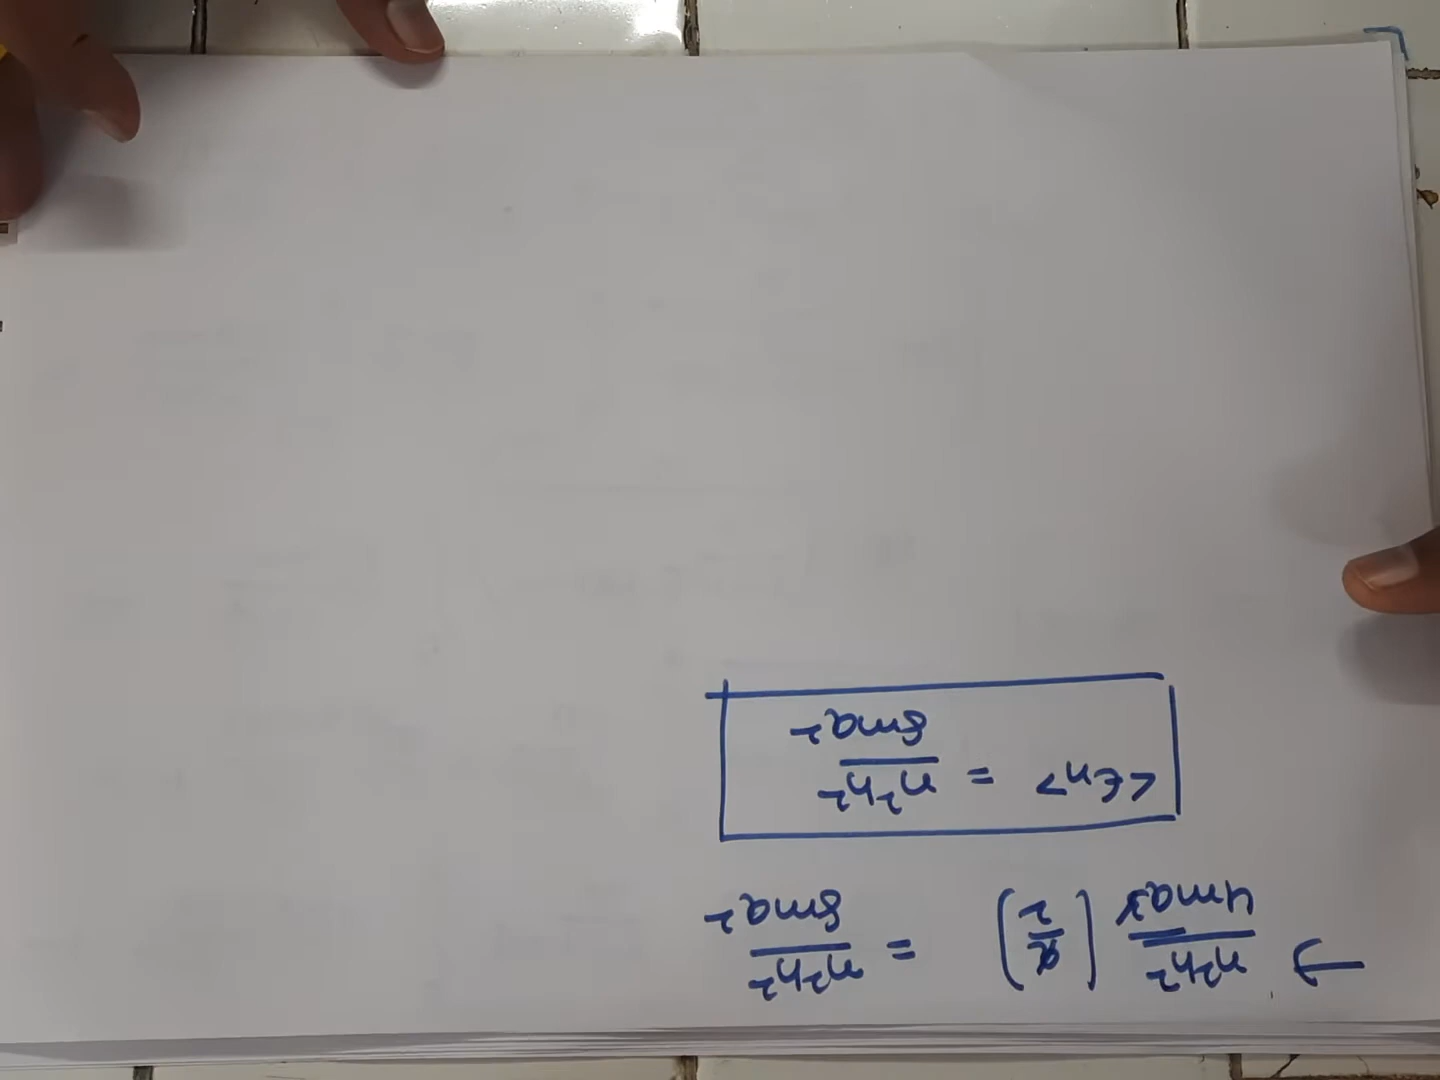 → n²h²/4ma³ (a/2) = n²h²/8ma²
<En> = n²h²/8ma²